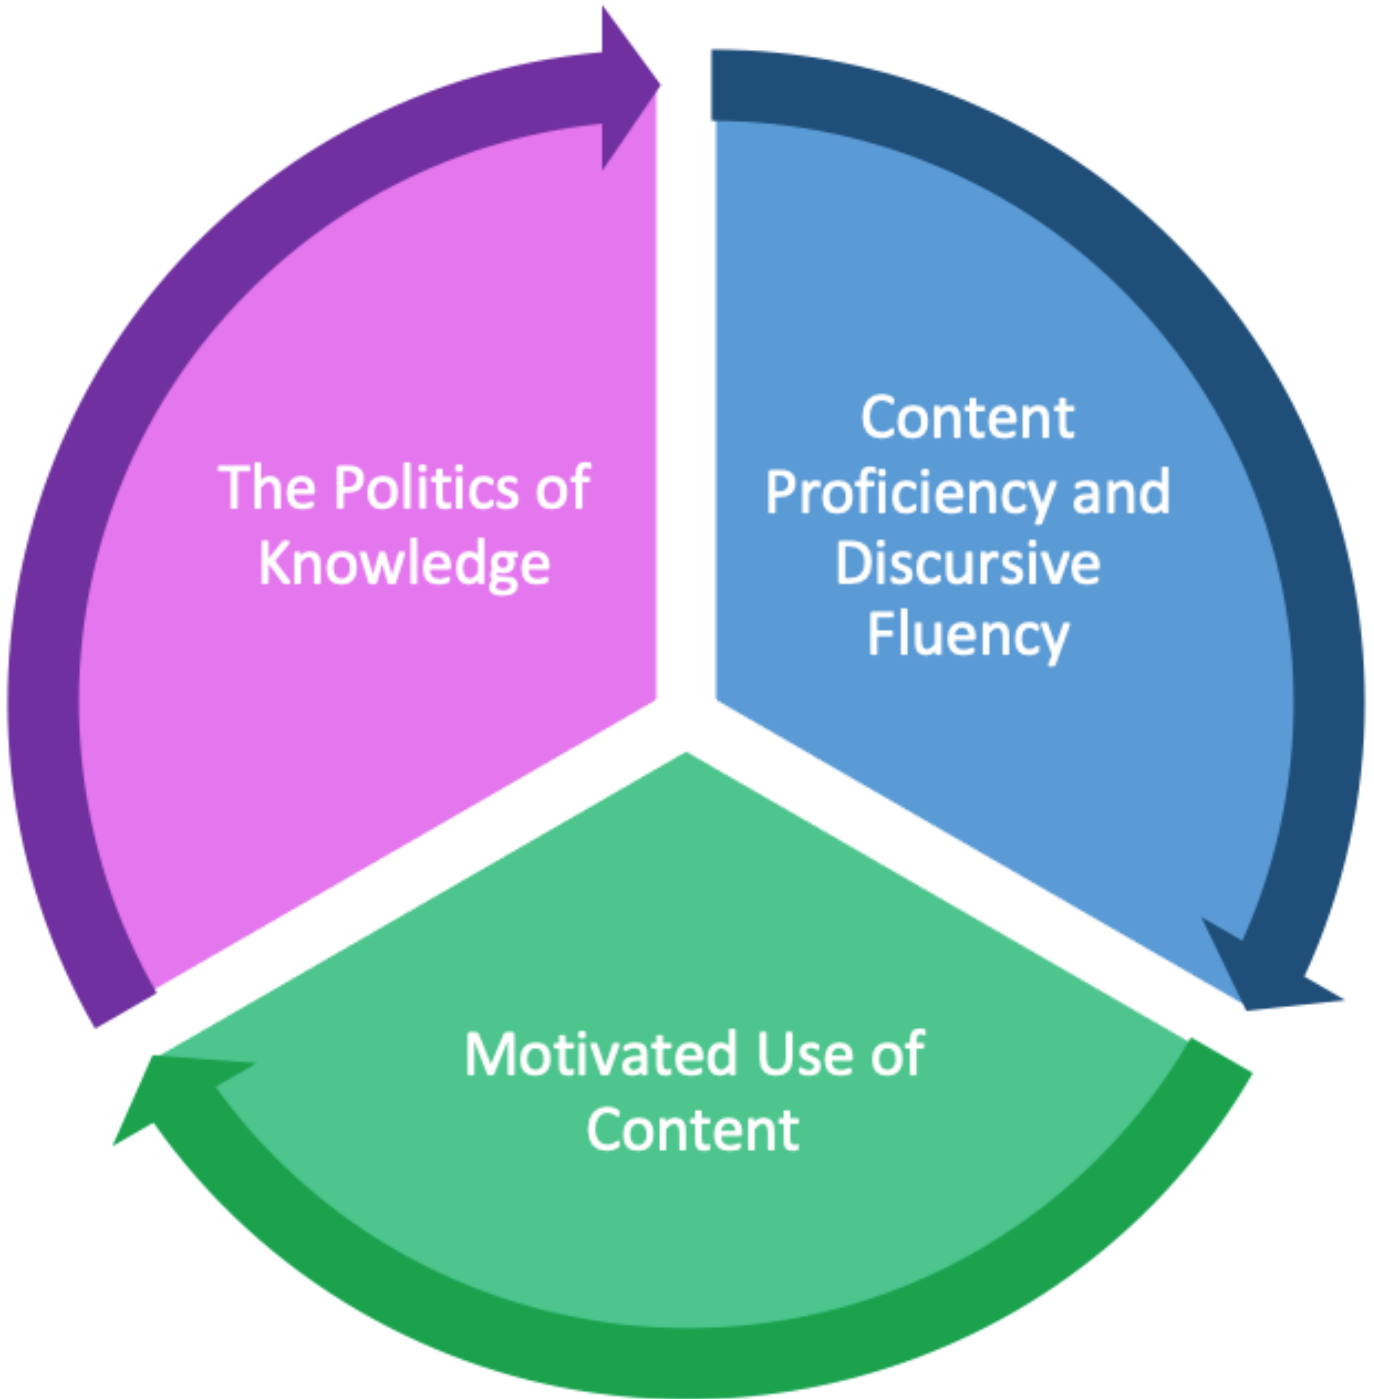 The Politics of
Knowledge
Content
Proficiency and
Discursive
Fluency
Motivated Use of
Content